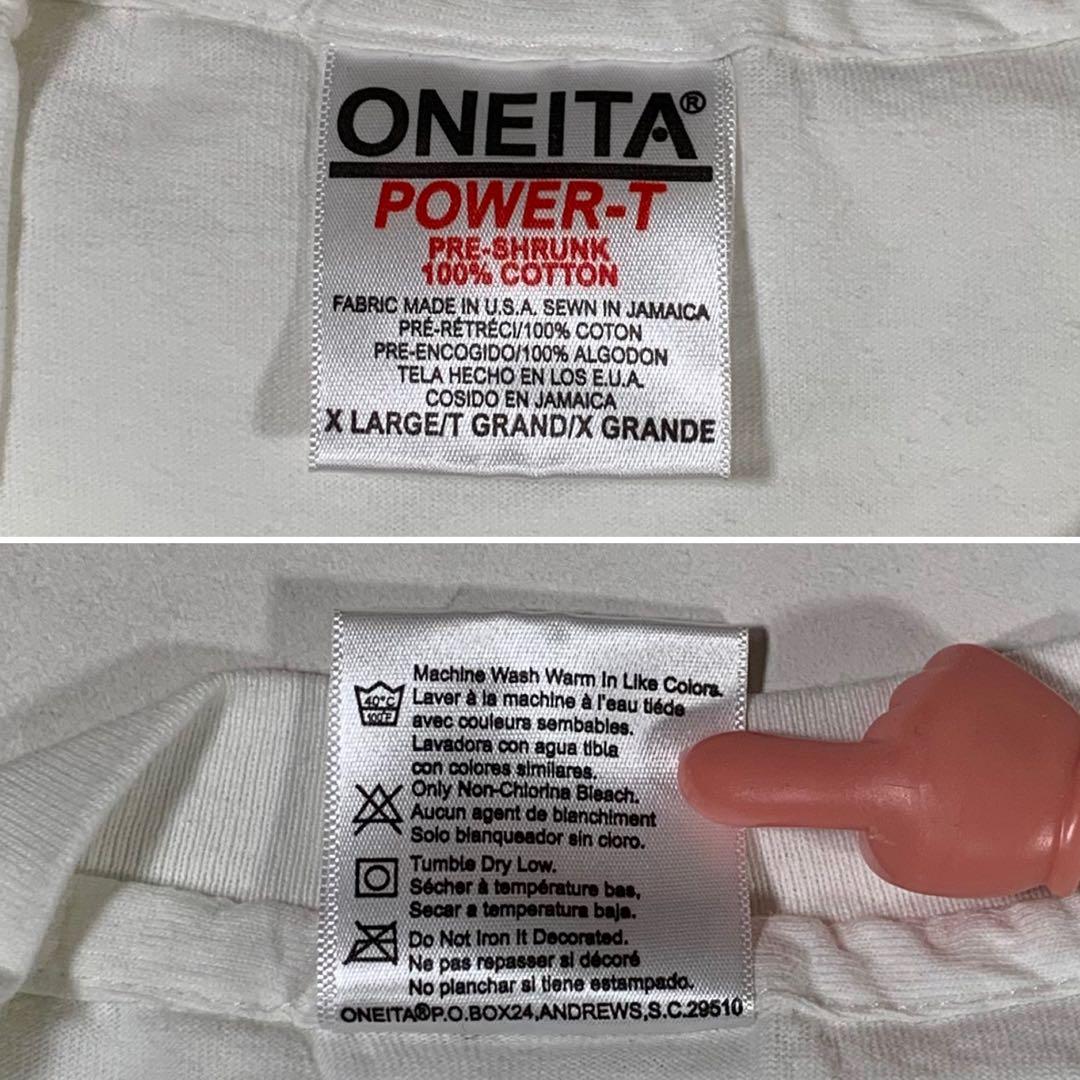 ONEITA®
POWER-T
PRE-SHRUNK
100% COTTON
FABRIC MADE IN U.S.A. SEWN IN JAMAICA
PRÉ-RÉTRÉCI/100% COTON
PRE-ENCOGIDO/100% ALGODON
TELA HECHO EN LOS E.U.A.
COSIDO EN JAMAICA
X LARGE/T GRAND/X GRANDE
Machine Wash Warm In Like Colors.
40°C
100°F
Laver à la machine à l'eau tiéde
avec couleurs sembables.
Lavadora con agua tibla
con colores similares.
Only Non-Chlorine Bleach.
Aucun agent de blanchiment
Solo blanqueador sin cloro.
Tumble Dry Low.
Sécher à température bas,
Secar a temperatura baja.
Do Not Iron It Decorated.
Ne pas repasser si décoré
No planchar si tiene estampado.
ONEITA®P.O.BOX24,ANDREWS,S.C.29510